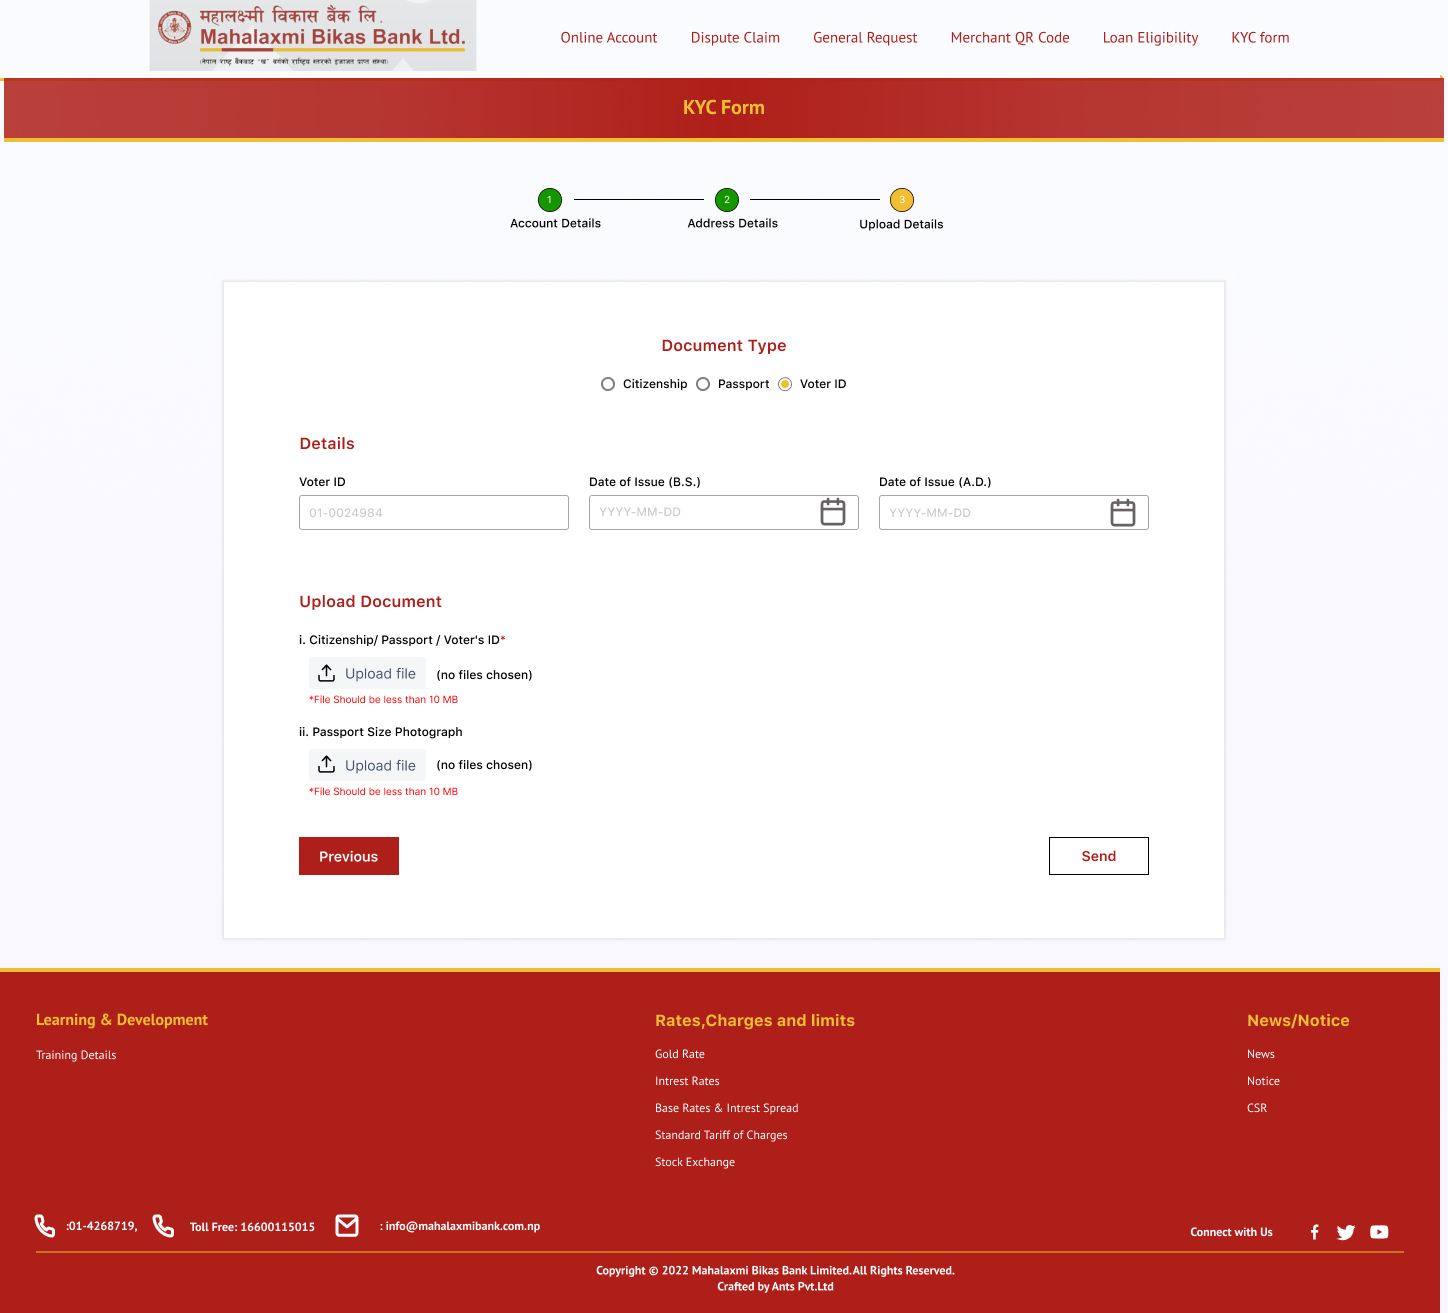 महालक्ष्मी विकास बैंक लि.
Mahalaxmi Bikas Bank Ltd.
(नेपाल राष्ट्र बैंकबाट 'ख' वर्गको राष्ट्रिय स्तरको इजाजत प्राप्त संस्था)
Online Account
Dispute Claim
General Request
Merchant QR Code
Loan Eligibility
KYC form
KYC Form
1
2
3
Account Details
Address Details
Upload Details
Document Type
Citizenship
Passport
Voter ID
Details
Voter ID
Date of Issue (B.S.)
Date of Issue (A.D.)
01-0024984
YYYY-MM-DD
YYYY-MM-DD
Upload Document
i. Citizenship/ Passport / Voter's ID*
Upload file
(no files chosen)
*File Should be less than 10 MB
ii. Passport Size Photograph
Upload file
(no files chosen)
*File Should be less than 10 MB
Previous
Send
Learning & Development
Training Details
Rates,Charges and limits
Gold Rate
Intrest Rates
Base Rates & Intrest Spread
Standard Tariff of Charges
Stock Exchange
News/Notice
News
Notice
CSR
:01-4268719,
Toll Free: 16600115015
: info@mahalaxmibank.com.np
Connect with Us
Copyright © 2022 Mahalaxmi Bikas Bank Limited.All Rights Reserved.
Crafted by Ants Pvt.Ltd